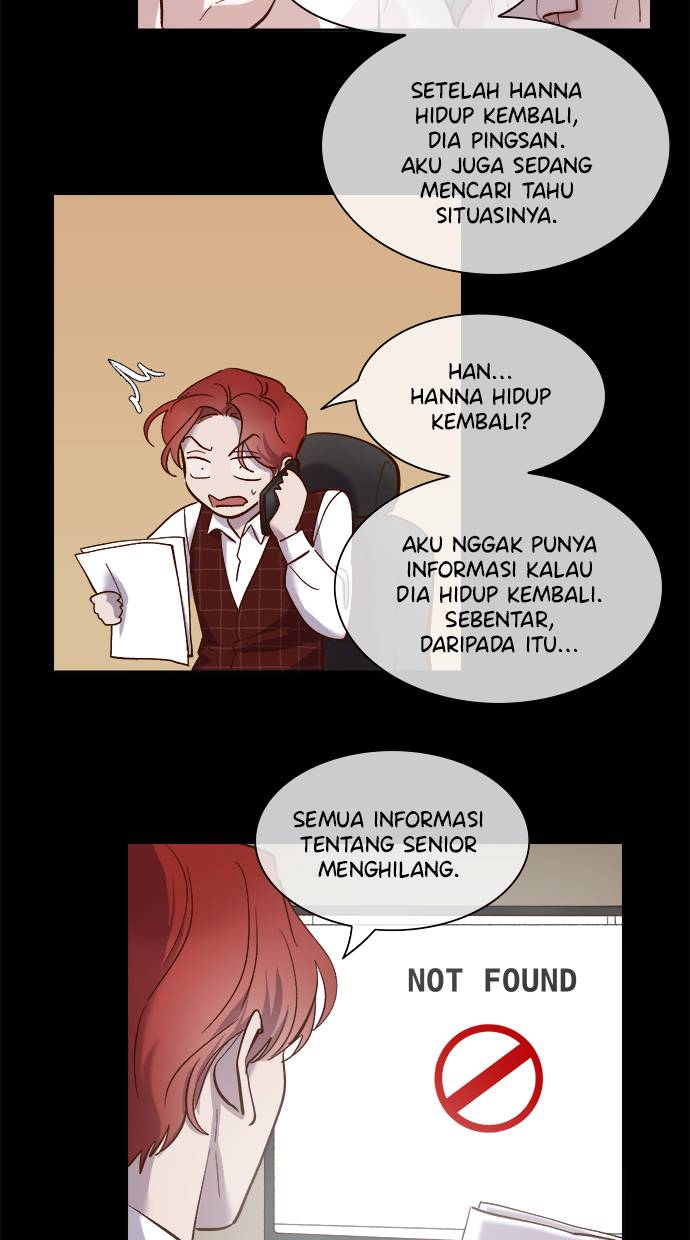 SETELAH HANNA
HIDUP KEMBALI,
DIA PINGSAN.
AKU JUGA SEDANG
MENCARI TAHU
SITUASINYA.
HAN...
HANNA HIDUP
KEMBALI?
AKU NGGAK PUNYA
INFORMASI KALAU
DIA HIDUP KEMBALI.
SEBENTAR,
DARIPADA ITU...
SEMUA INFORMASI
TENTANG SENIOR
MENGHILANG.
NOT FOUND